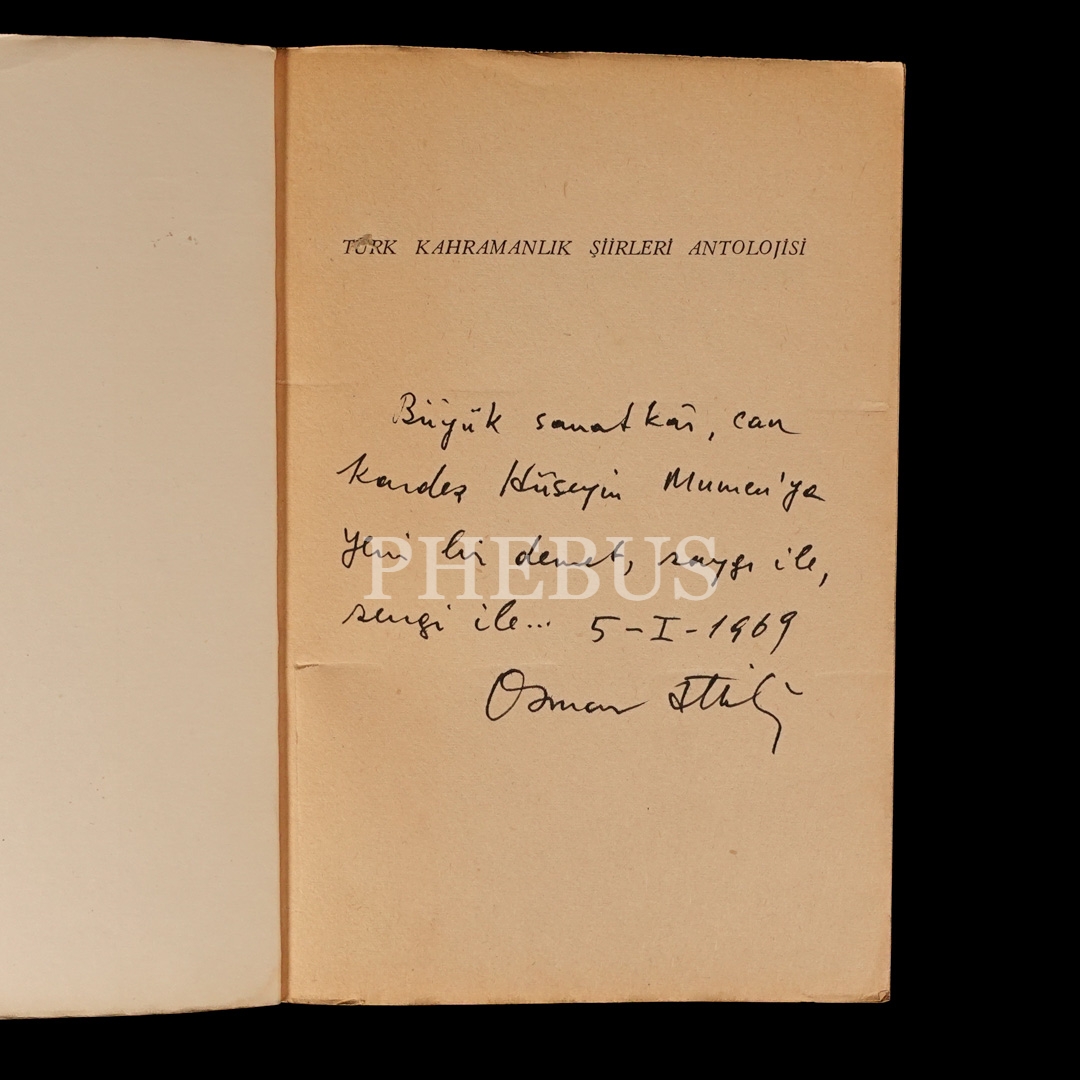 TÜRK KAHRAMANLIK ŞİİRLERİ ANTOLOJİSİ
Büyük sanatkâr, can
kardeş Hüseyin Mumcu'ya
Yeni bir demet, saygı ile,
sevgi ile... 5-I-1969
Osman Attilâ
PHEBUS